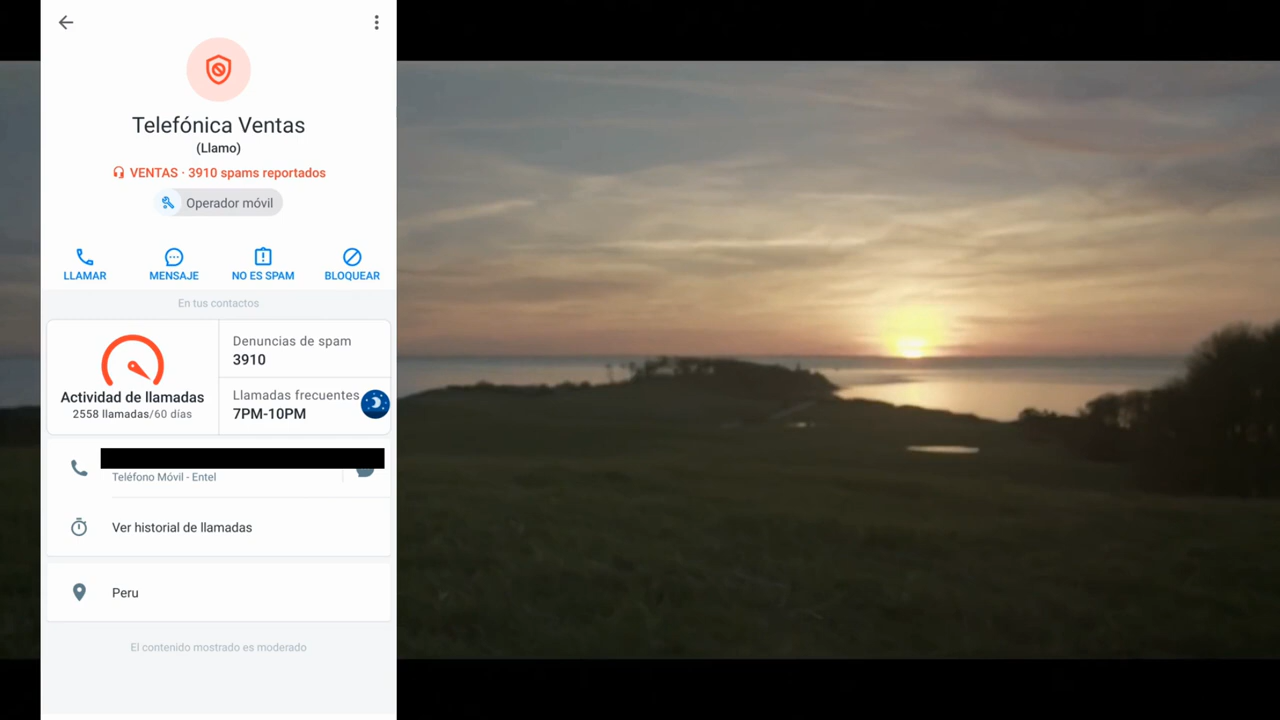 Telefónica Ventas
(Llamo)
VENTAS · 3910 spams reportados
Operador móvil
LLAMAR
MENSAJE
NO ES SPAM
BLOQUEAR
En tus contactos
Actividad de llamadas
2558 llamadas/60 días
Denuncias de spam
3910
Llamadas frecuentes
7PM-10PM
Teléfono Móvil - Entel
Ver historial de llamadas
Peru
El contenido mostrado es moderado